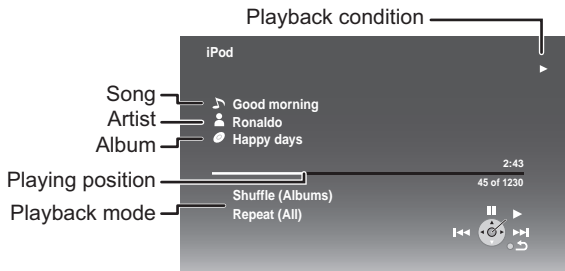 Playback condition
iPod
Song
Good morning
Artist
Ronaldo
Album
Happy days
Playing position
2:43
45 of 1230
Playback mode
Shuffle (Albums)
Repeat (All)